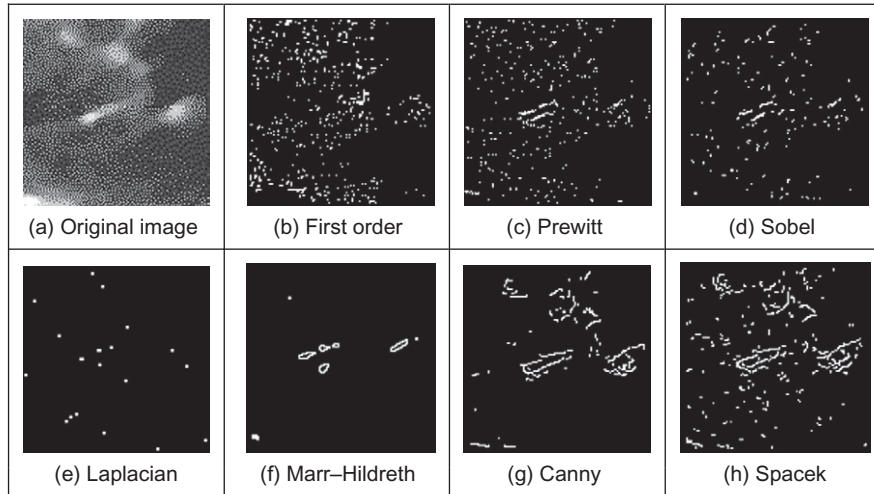 (a) Original image (b) First order (c) Prewitt (d) Sobel
(e) Laplacian (f) Marr–Hildreth (g) Canny (h) Spacek